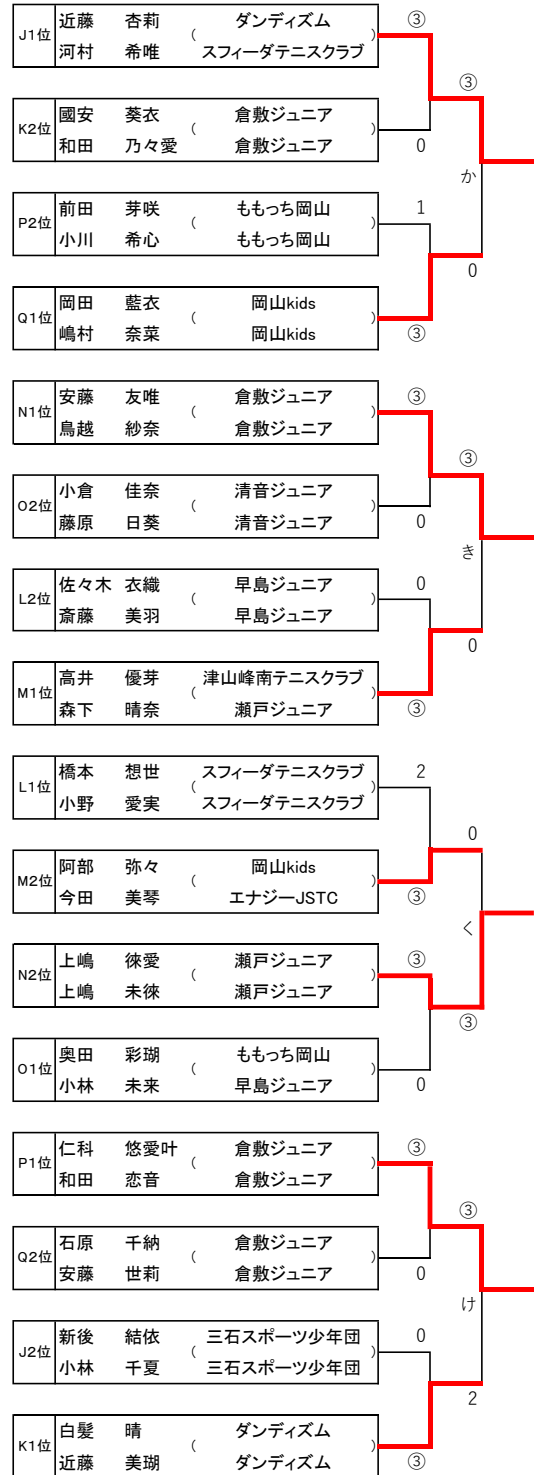 近藤 杏莉 ダンディズム ③
J1位 ( )
河村 希唯 スフィーダテニスクラブ
③
國安 葵衣 倉敷ジュニア
K2位 ( )
和田 乃々愛 倉敷ジュニア 0
か
前田 芽咲 ももっち岡山 1
P2位 ( )
小川 希心 ももっち岡山
0
岡田 藍衣 岡山kids
Q1位 ( )
嶋村 奈菜 岡山kids ③
安藤 友唯 倉敷ジュニア ③
N1位 ( )
鳥越 紗奈 倉敷ジュニア
③
小倉 佳奈 清音ジュニア
O2位 ( )
藤原 日葵 清音ジュニア 0
き
佐々木 衣織 早島ジュニア 0
L2位 ( )
斎藤 美羽 早島ジュニア
0
高井 優芽 津山峰南テニスクラブ
M1位 ( )
森下 晴奈 瀬戸ジュニア ③
橋本 想世 スフィーダテニスクラブ 2
L1位 ( )
小野 愛実 スフィーダテニスクラブ
0
阿部 弥々 岡山kids
M2位 ( )
今田 美琴 エナジーJSTC ③
く
上嶋 徠愛 瀬戸ジュニア ③
N2位 ( )
上嶋 未徠 瀬戸ジュニア
③
奥田 彩瑚 ももっち岡山
O1位 ( )
小林 未来 早島ジュニア 0
仁科 悠愛叶 倉敷ジュニア ③
P1位 ( )
和田 恋音 倉敷ジュニア
③
石原 千納 倉敷ジュニア
Q2位 ( )
安藤 世莉 倉敷ジュニア 0
け
新後 結依 三石スポーツ少年団 0
J2位 ( )
小林 千夏 三石スポーツ少年団
2
白髪 晴 ダンディズム
K1位 ( )
近藤 美瑚 ダンディズム ③